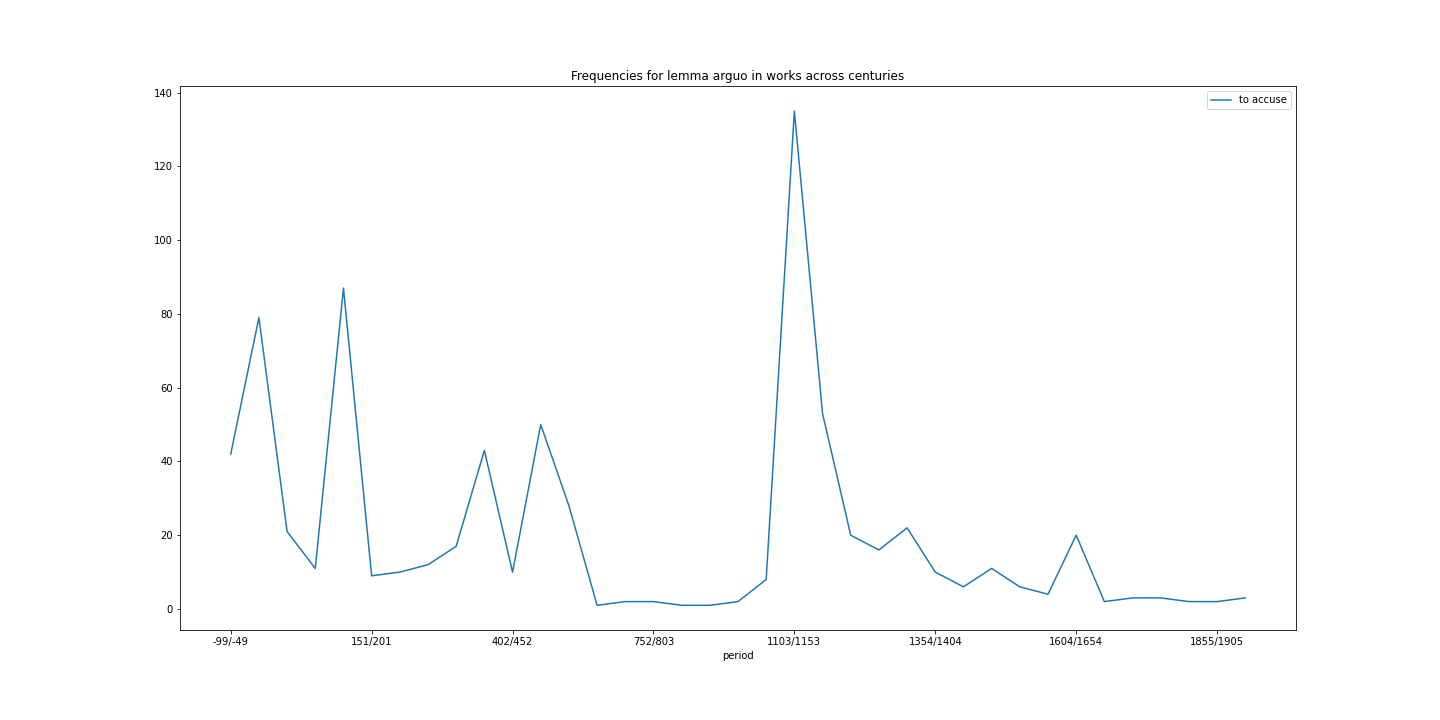 Frequencies for lemma arguo in works across centuries
to accuse
140
120
100
80
60
40
20
0
-99/-49 151/201 402/452 752/803 1103/1153 1354/1404 1604/1654 1855/1905
period